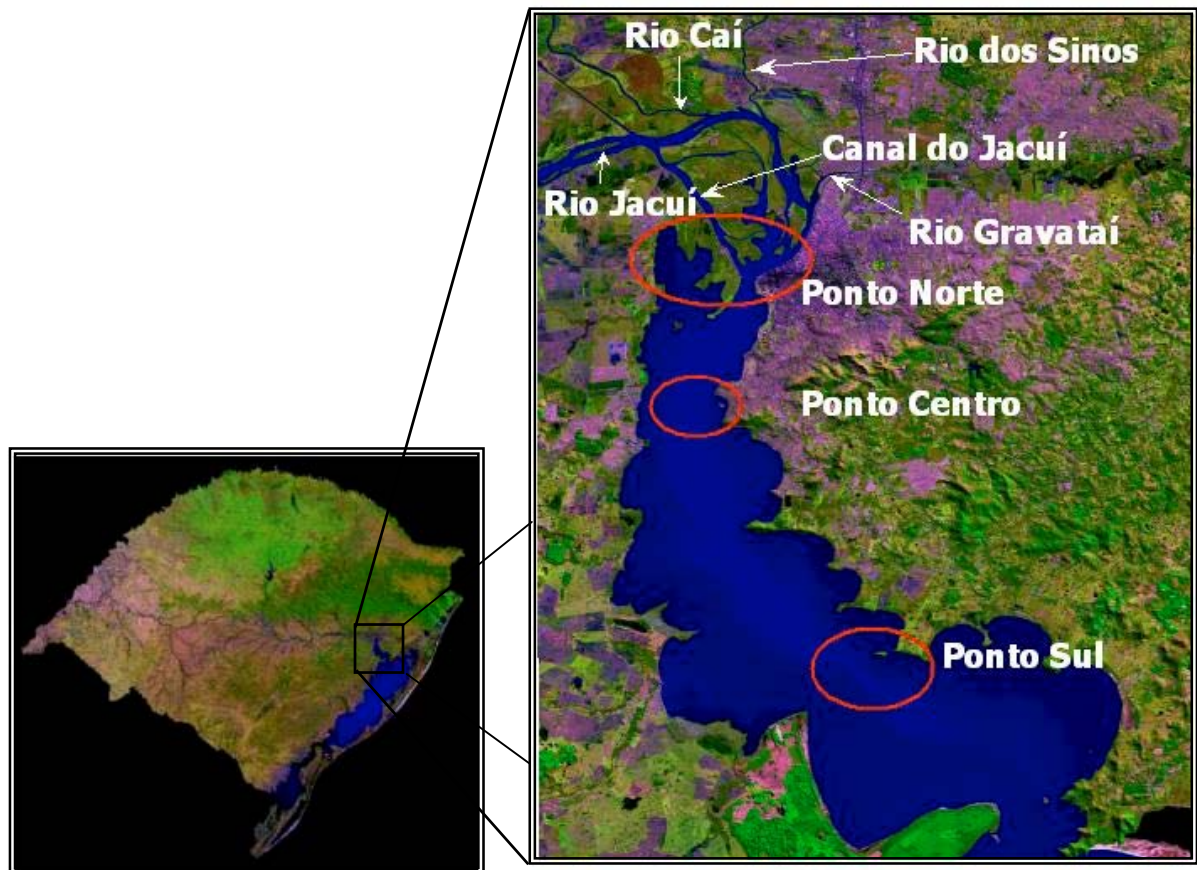 Rio Caí
Rio dos Sinos
Canal do Jacuí
Rio Jacuí
Rio Gravataí
Ponto Norte
Ponto Centro
Ponto Sul